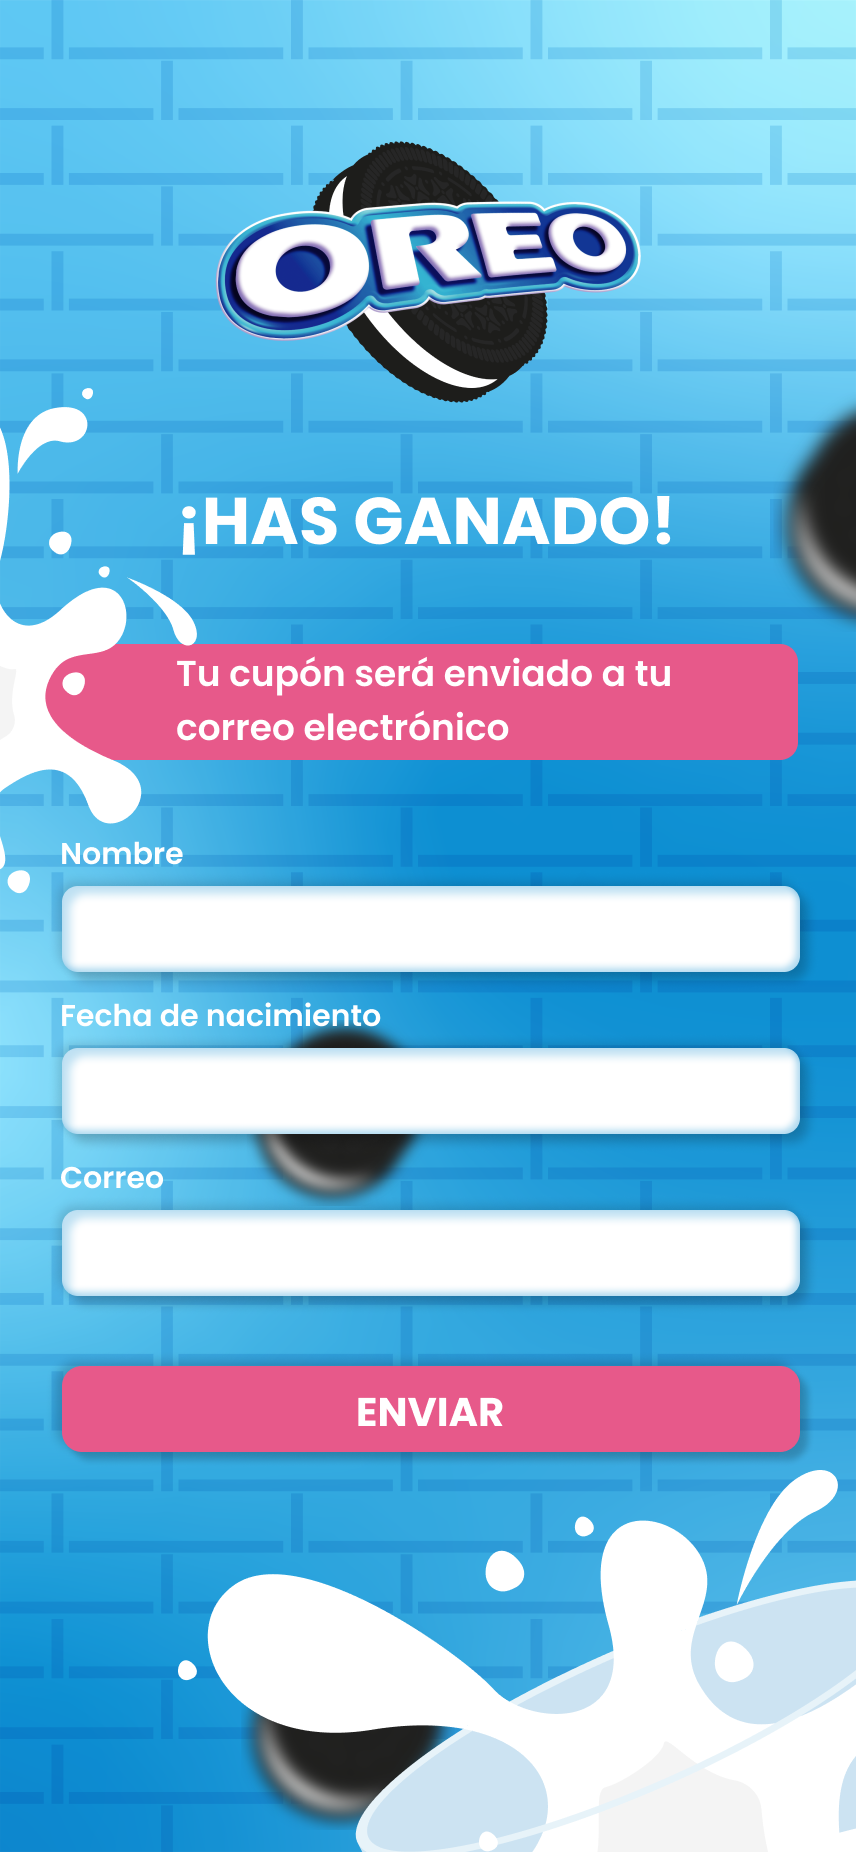 OREO
¡HAS GANADO!
Tu cupón será enviado a tu
correo electrónico
Nombre
Fecha de nacimiento
Correo
ENVIAR